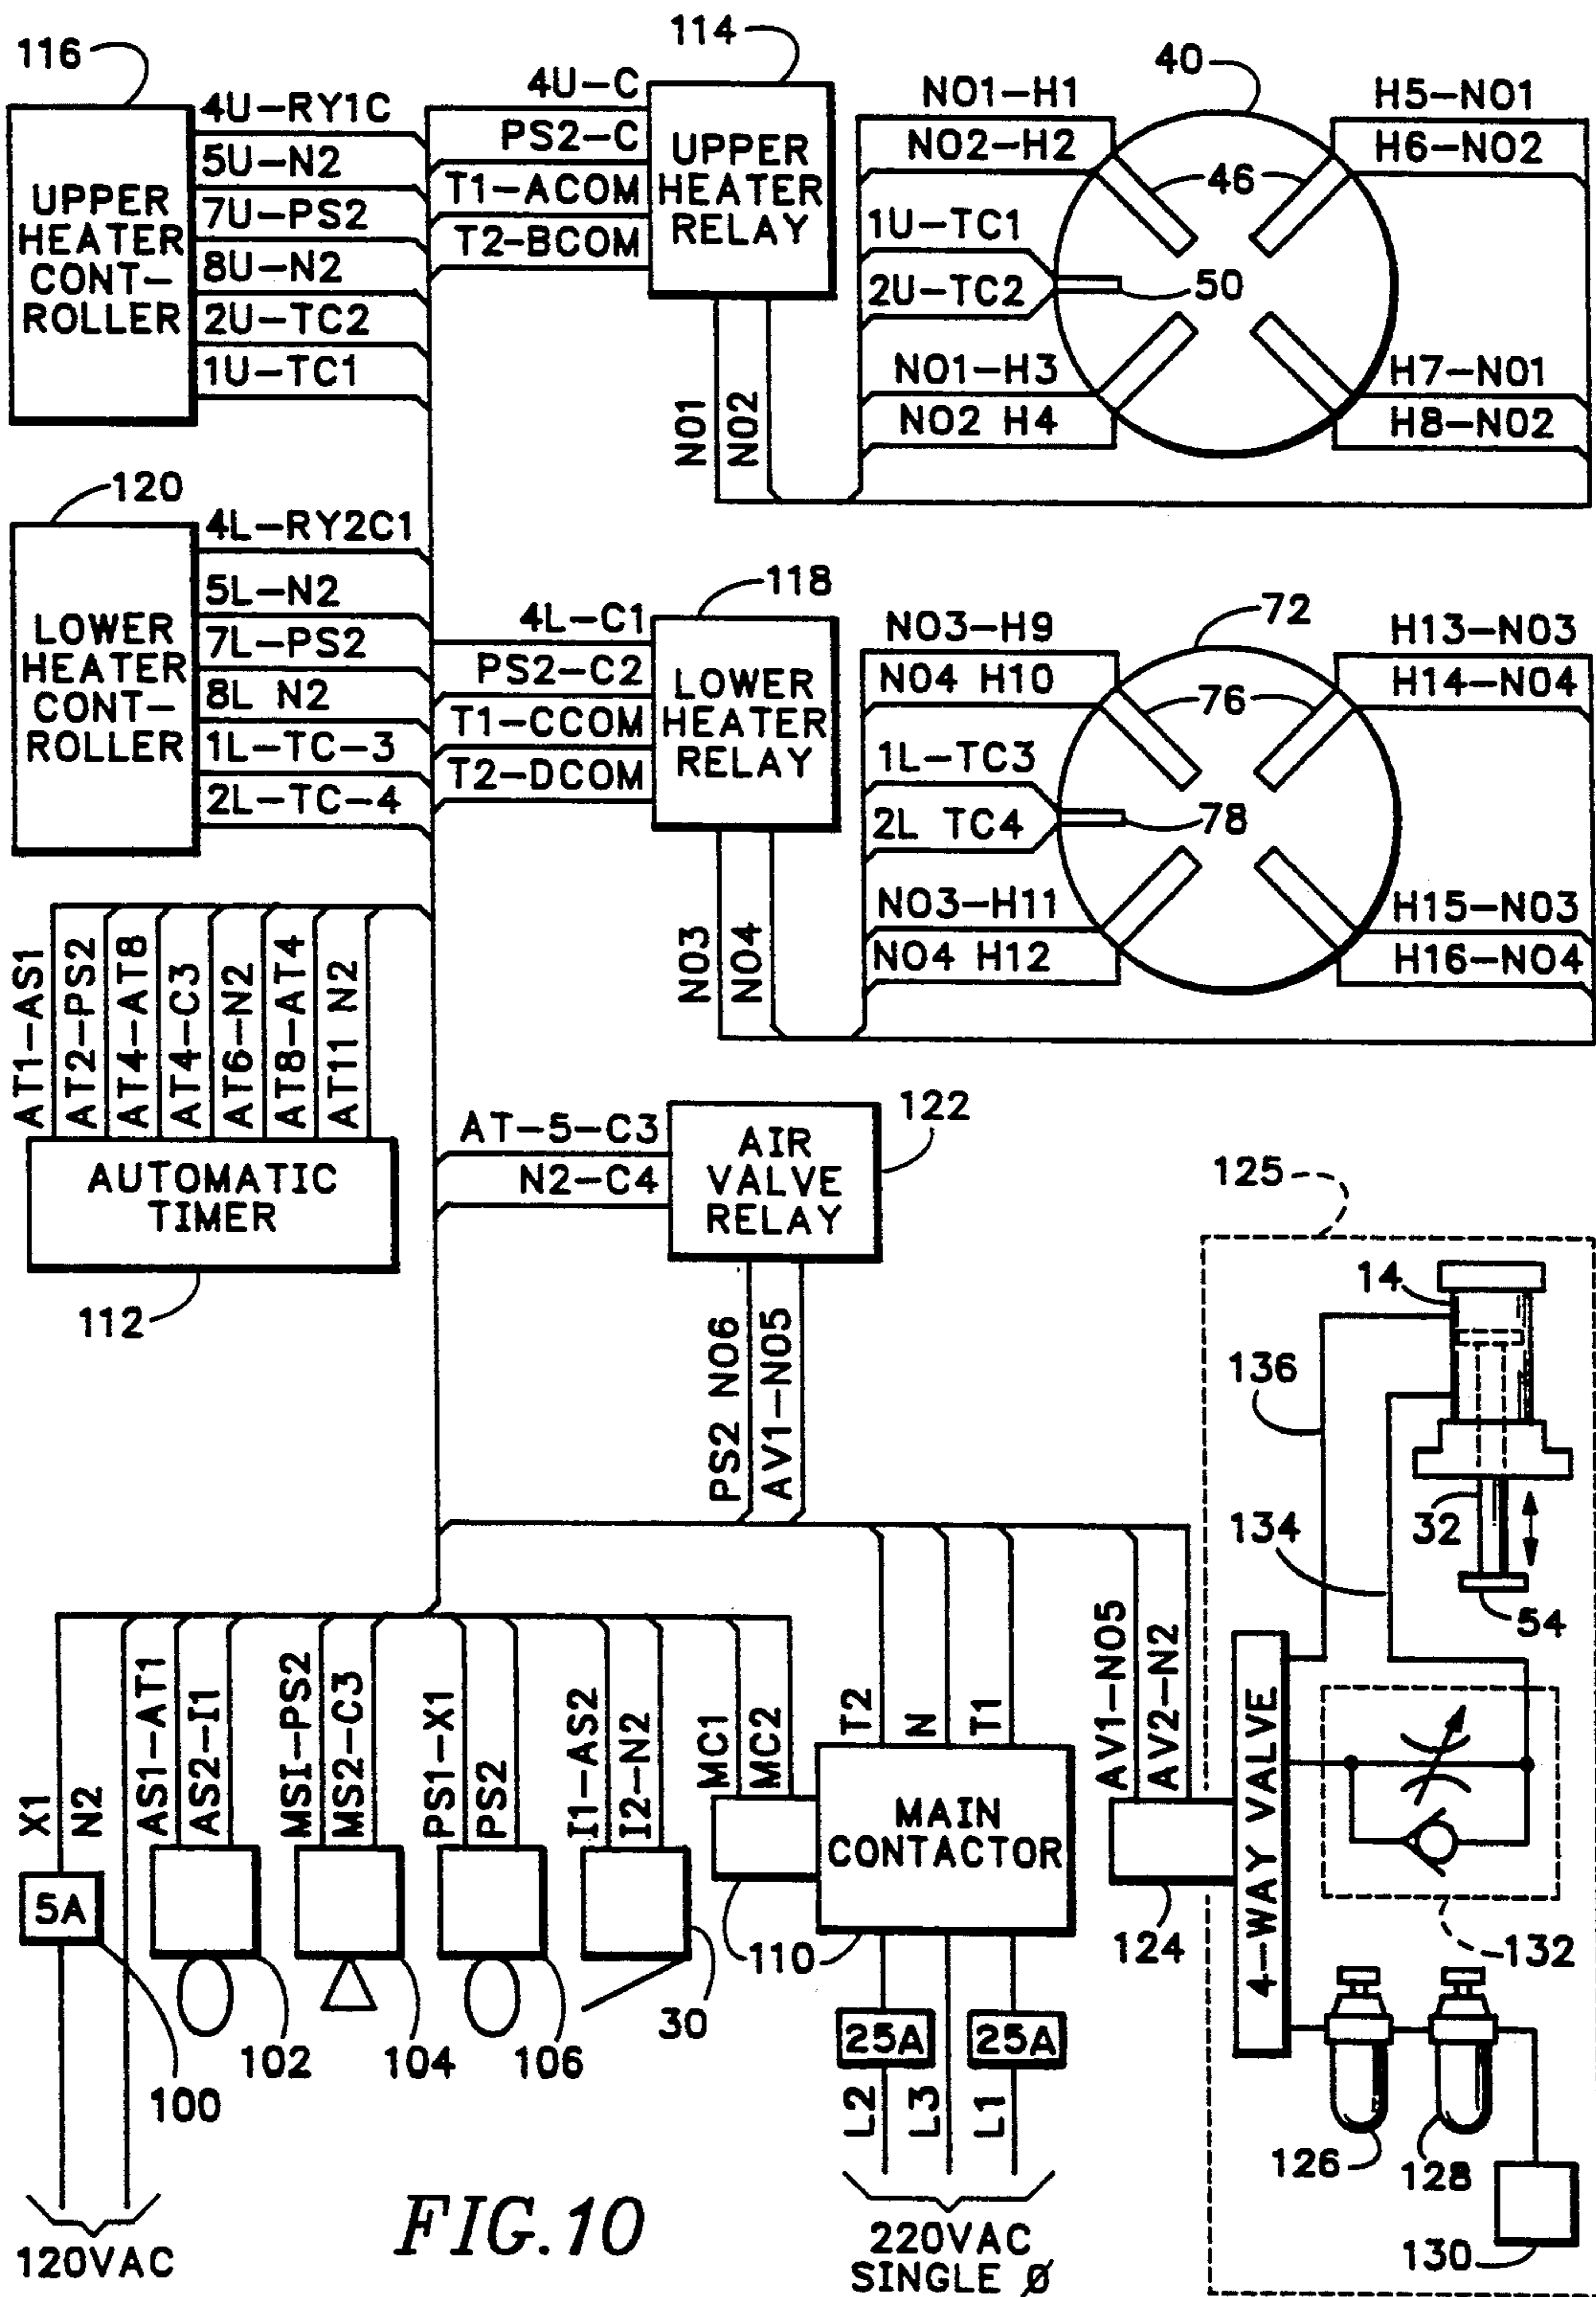 116
4U-RY1C
5U-N2
7U-PS2
8U-N2
2U-TC2
1U-TC1
UPPER
HEATER
CONT-
ROLLER
114
4U-C
PS2-C
T1-ACOM
T2-BCOM
UPPER
HEATER
RELAY
NO1
NO2
40
NO1-H1
NO2-H2
1U-TC1
2U-TC2
NO1-H3
NO2 H4
46
50
H5-NO1
H6-NO2
H7-NO1
H8-NO2
120
4L-RY2C1
5L-N2
7L-PS2
8L N2
1L-TC-3
2L-TC-4
LOWER
HEATER
CONT-
ROLLER
118
4L-C1
PS2-C2
T1-CCOM
T2-DCOM
LOWER
HEATER
RELAY
NO3
NO4
72
NO3-H9
NO4 H10
1L-TC3
2L TC4
NO3-H11
NO4 H12
76
78
H13-NO3
H14-NO4
H15-NO3
H16-NO4
AT1-AS1
AT2-PS2
AT4-AT8
AT4-C3
AT6-N2
AT8-AT4
AT11 N2
AUTOMATIC
TIMER
112
AT-5-C3
N2-C4
AIR
VALVE
RELAY
122
PS2 NO6
AV1-NO5
125
14
136
32
134
54
X1
N2
AS1-AT1
AS2-I1
MSI-PS2
MS2-C3
PS1-X1
PS2
I1-AS2
I2-N2
MC1
MC2
T2
N
T1
AV1-NO5
AV2-N2
5A
MAIN
CONTACTOR
4-WAY VALVE
100
102
104
106
30
110
124
132
25A
25A
L2
L3
L1
126
128
130
120VAC
FIG.10
220VAC
SINGLE Ø